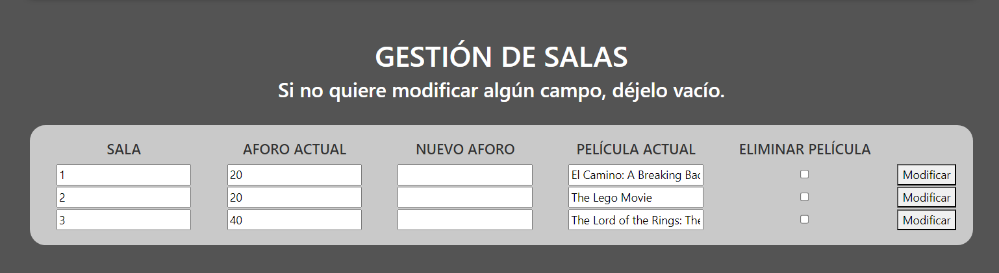 GESTIÓN DE SALAS
Si no quiere modificar algún campo, déjelo vacío.
SALA AFORO ACTUAL NUEVO AFORO PELÍCULA ACTUAL ELIMINAR PELÍCULA
1 20 El Camino: A Breaking Bad Modificar
2 20 The Lego Movie Modificar
3 40 The Lord of the Rings: The Modificar